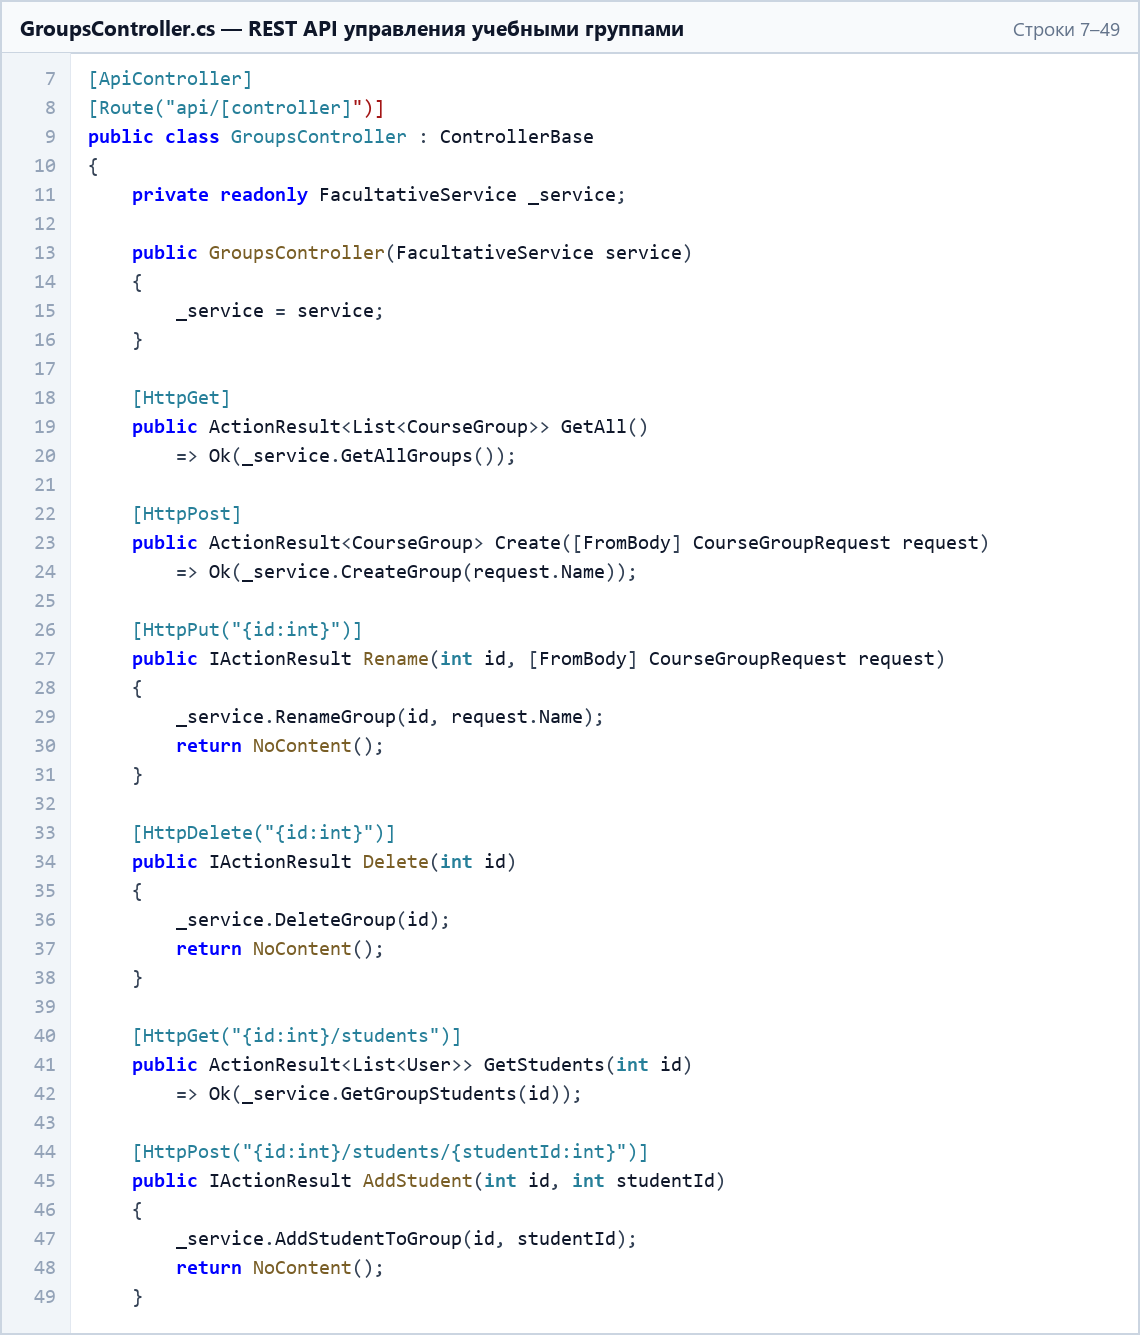 GroupsController.cs — REST API управления учебными группами Строки 7–49
7 [ApiController]
8 [Route("api/[controller]")]
9 public class GroupsController : ControllerBase
10 {
11     private readonly FacultativeService _service;
12
13     public GroupsController(FacultativeService service)
14     {
15         _service = service;
16     }
17
18     [HttpGet]
19     public ActionResult<List<CourseGroup>> GetAll()
20         => Ok(_service.GetAllGroups());
21
22     [HttpPost]
23     public ActionResult<CourseGroup> Create([FromBody] CourseGroupRequest request)
24         => Ok(_service.CreateGroup(request.Name));
25
26     [HttpPut("{id:int}")]
27     public IActionResult Rename(int id, [FromBody] CourseGroupRequest request)
28     {
29         _service.RenameGroup(id, request.Name);
30         return NoContent();
31     }
32
33     [HttpDelete("{id:int}")]
34     public IActionResult Delete(int id)
35     {
36         _service.DeleteGroup(id);
37         return NoContent();
38     }
39
40     [HttpGet("{id:int}/students")]
41     public ActionResult<List<User>> GetStudents(int id)
42         => Ok(_service.GetGroupStudents(id));
43
44     [HttpPost("{id:int}/students/{studentId:int}")]
45     public IActionResult AddStudent(int id, int studentId)
46     {
47         _service.AddStudentToGroup(id, studentId);
48         return NoContent();
49     }